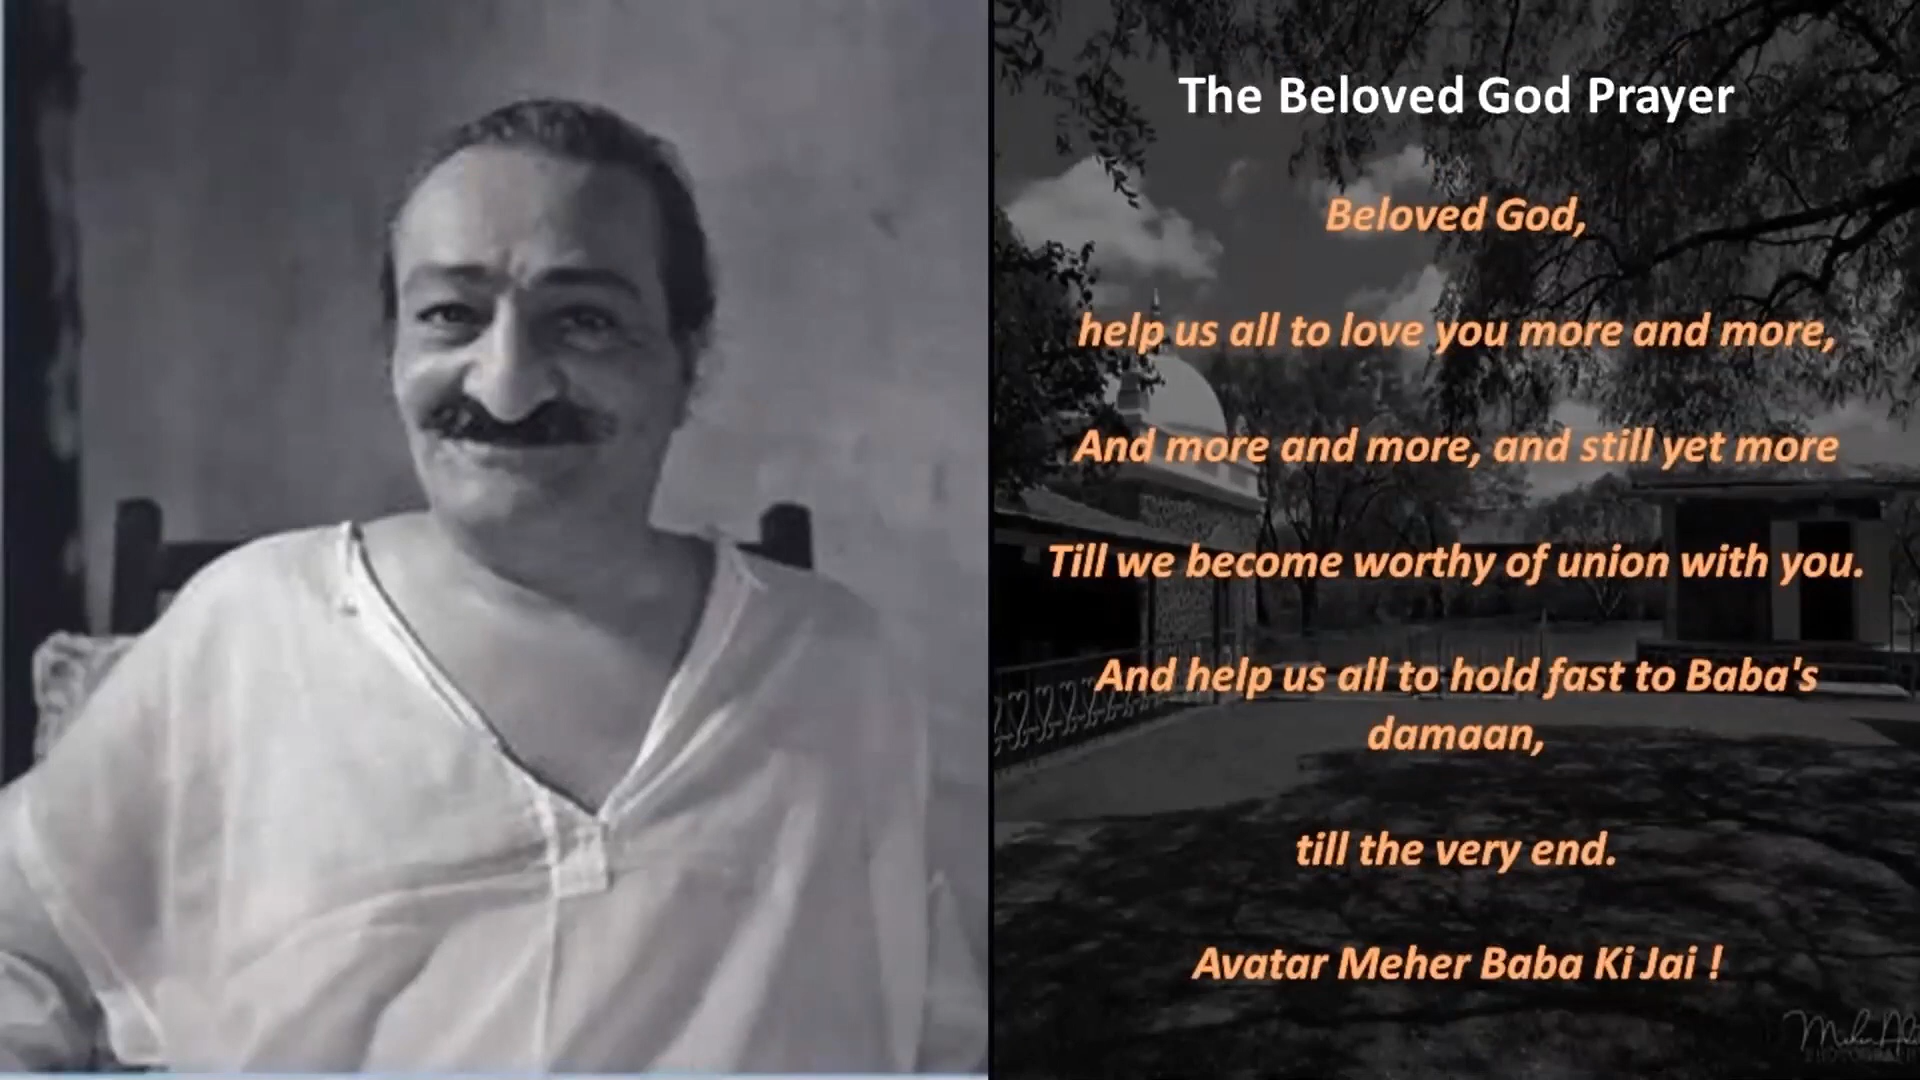 The Beloved God Prayer
Beloved God,
help us all to love you more and more,
And more and more, and still yet more
Till we become worthy of union with you.
And help us all to hold fast to Baba's
damaan,
till the very end.
Avatar Meher Baba Ki Jai !